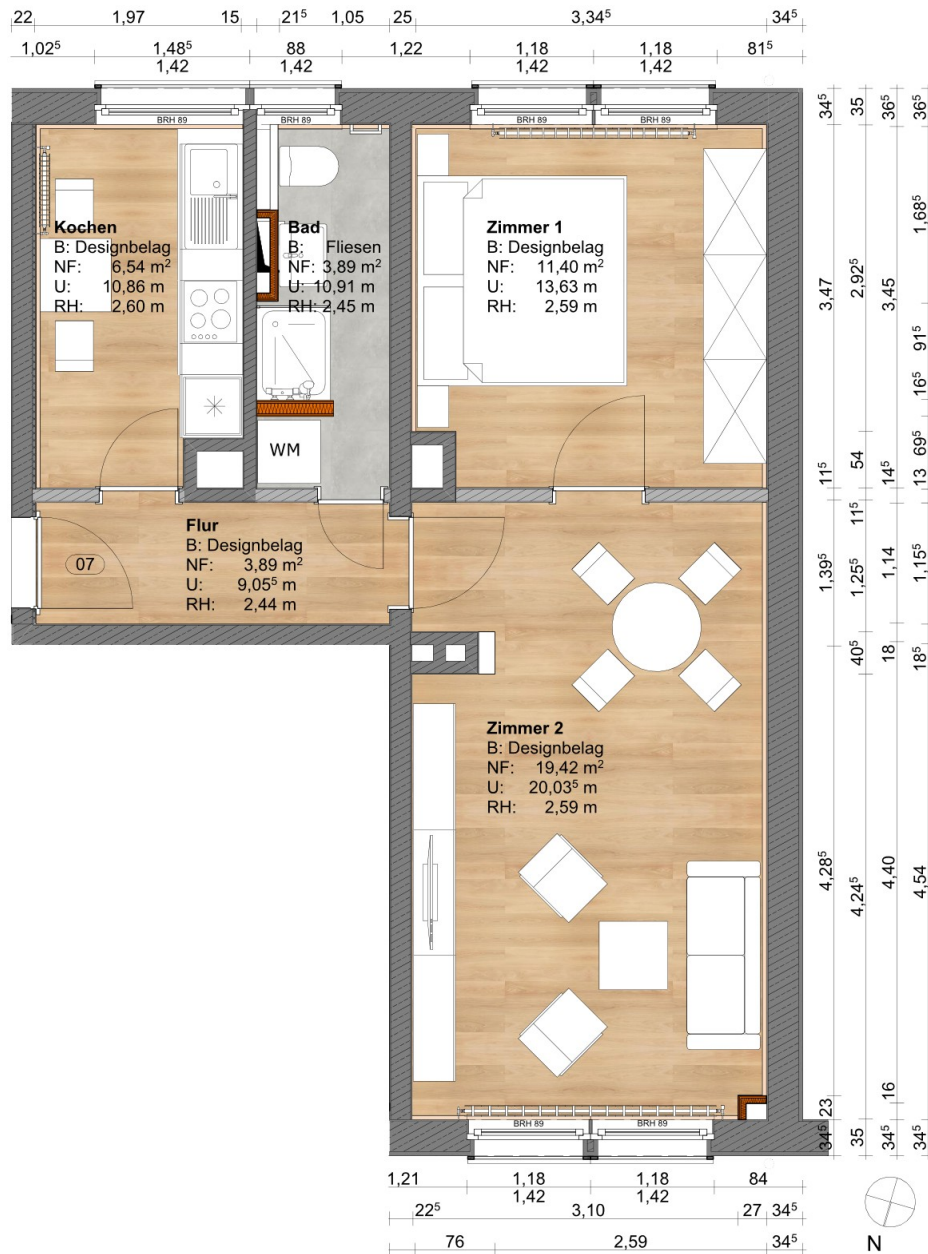 22 1,97 15 21⁵ 1,05 25 3,34⁵ 34⁵
1,02⁵ 1,48⁵ 88 1,22 1,18 1,18 81⁵
1,42 1,42 1,42 1,42
BRH 89 BRH 89 BRH 89 BRH 89
Kochen
B: Designbelag
NF: 6,54 m²
U: 10,86 m
RH: 2,60 m
Bad
B: Fliesen
NF: 3,89 m²
U: 10,91 m
RH: 2,45 m
Zimmer 1
B: Designbelag
NF: 11,40 m²
U: 13,63 m
RH: 2,59 m
WM
Flur
B: Designbelag
NF: 3,89 m²
U: 9,05⁵ m
RH: 2,44 m
07
Zimmer 2
B: Designbelag
NF: 19,42 m²
U: 20,03⁵ m
RH: 2,59 m
BRH 89 BRH 89
34⁵ 3,47 11⁵ 1,39⁵ 4,28⁵ 23 34⁵
35 2,92⁵ 54 11⁵ 1,25⁵ 40⁵ 4,24⁵ 35
36⁵ 3,45 14⁵ 1,14 18 4,40 16 34⁵
36⁵ 1,68⁵ 91⁵ 16⁵ 69⁵ 13 1,15⁵ 18⁵ 4,54 34⁵
1,21 1,18 1,18 84
1,42 1,42
22⁵ 3,10 27 34⁵
76 2,59 34⁵
N